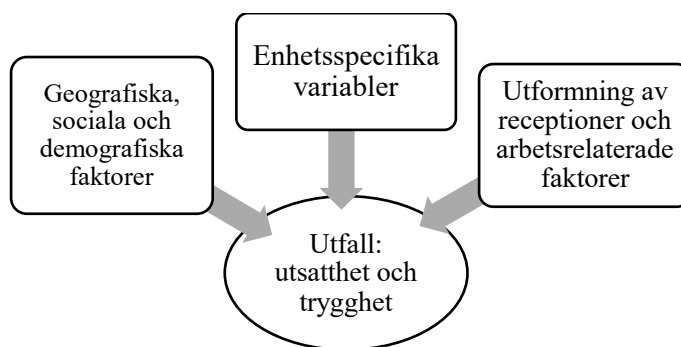 Geografiska,
sociala och
demografiska
faktorer
Enhetsspecifika
variabler
Utformning av
receptioner och
arbetsrelaterade
faktorer
Utfall:
utsatthet och
trygghet